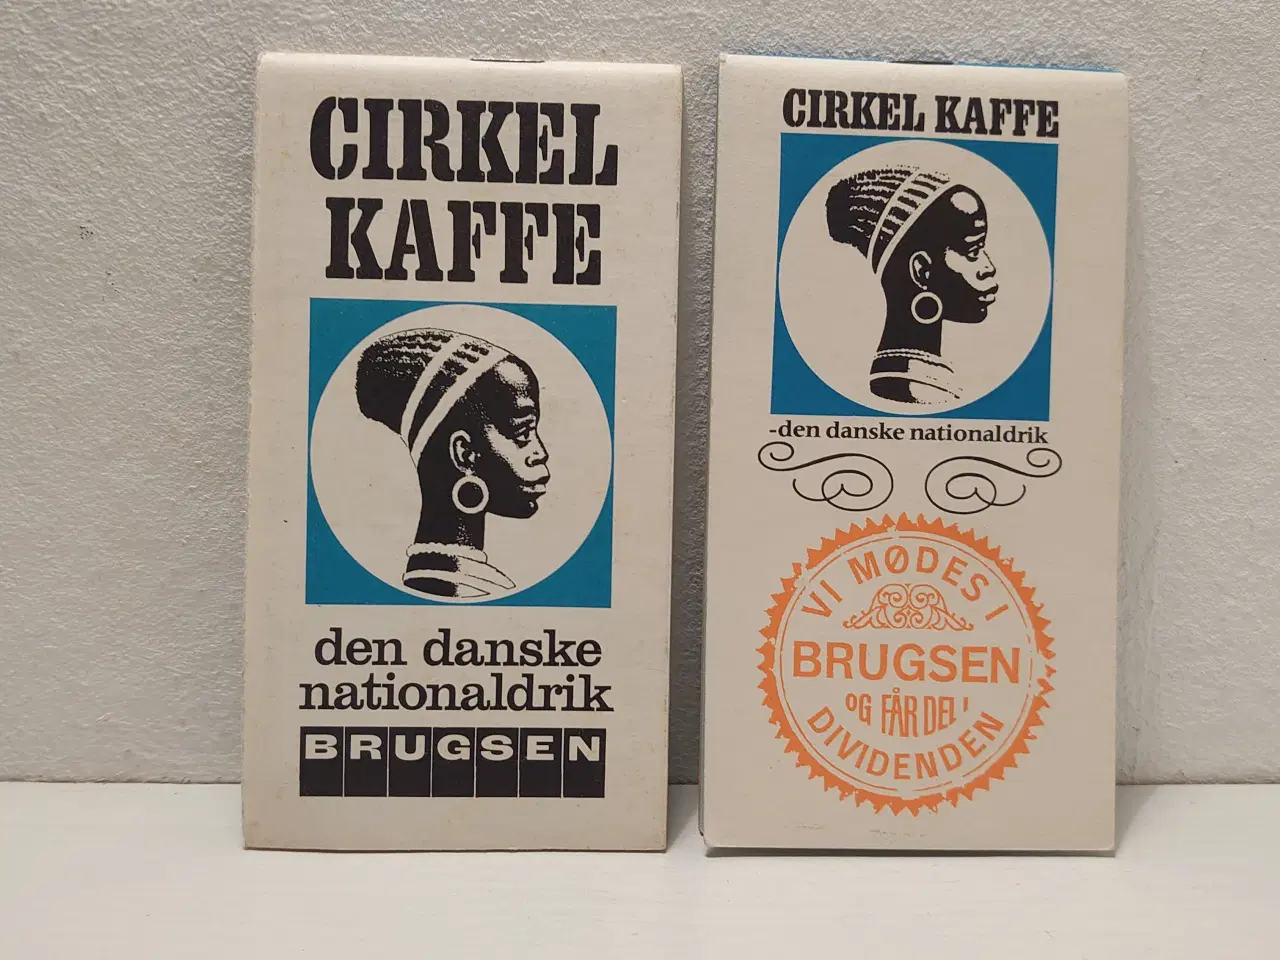 CIRKEL
KAFFE
den danske
nationaldrik
BRUGSEN
CIRKEL KAFFE
-den danske nationaldrik
VI MØDES I
BRUGSEN
OG FÅR DEL I
DIVIDENDEN